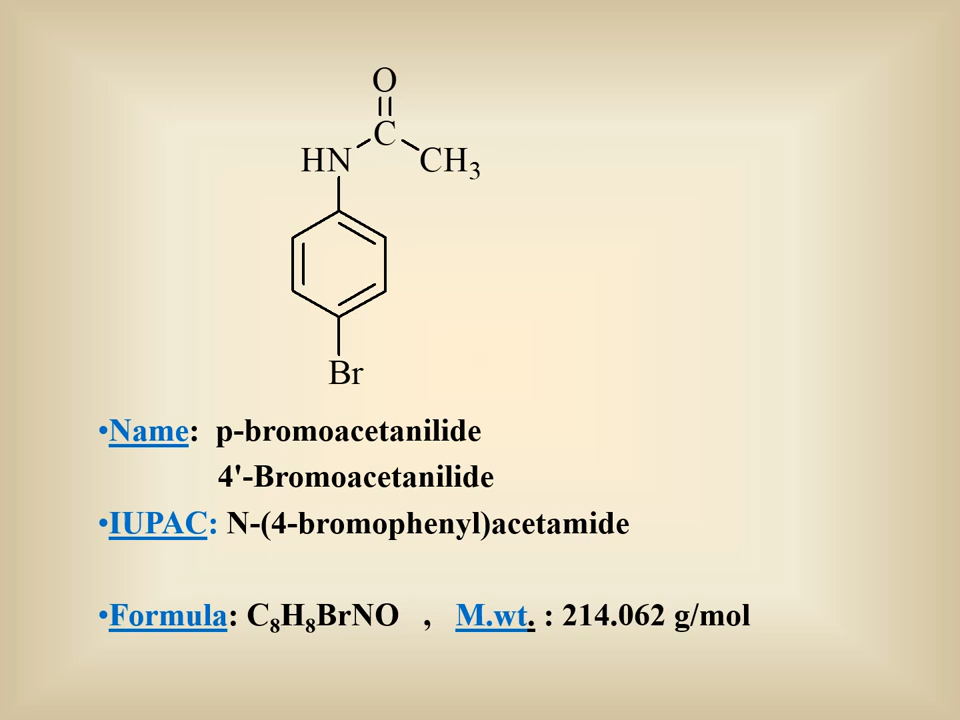 O
C
HN
CH₃
Br
•Name: p-bromoacetanilide
4'-Bromoacetanilide
•IUPAC: N-(4-bromophenyl)acetamide
•Formula: C₈H₈BrNO , M.wt. : 214.062 g/mol